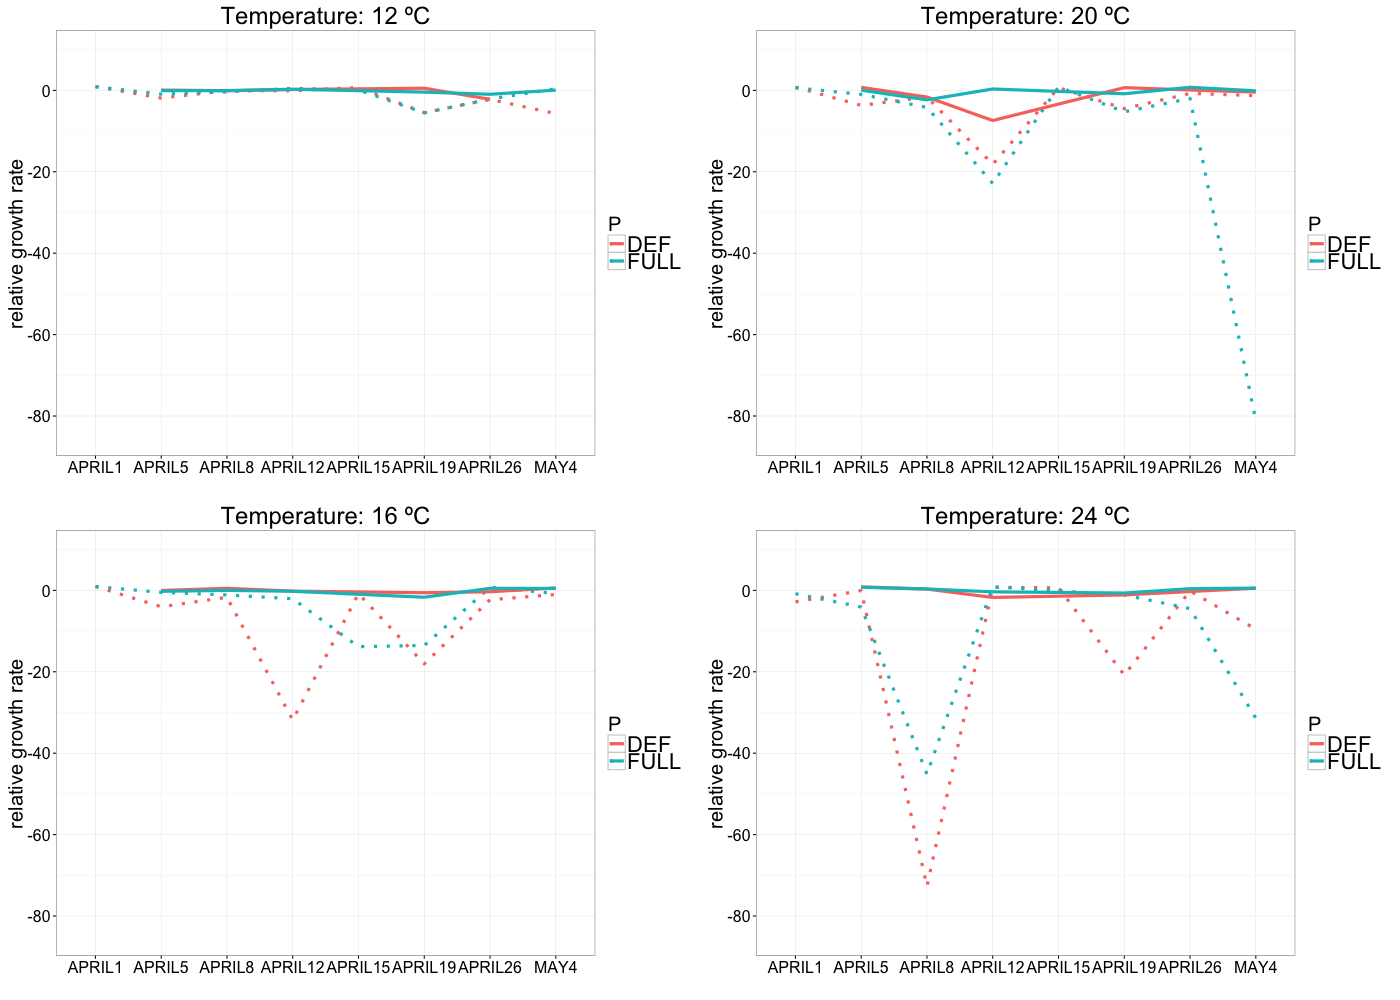 Temperature: 12 ºC
relative growth rate
0
-20
-40
-60
-80
APRIL1 APRIL5 APRIL8 APRIL12 APRIL15 APRIL19 APRIL26 MAY4
P
DEF
FULL
Temperature: 20 ºC
relative growth rate
0
-20
-40
-60
-80
APRIL1 APRIL5 APRIL8 APRIL12 APRIL15 APRIL19 APRIL26 MAY4
P
DEF
FULL
Temperature: 16 ºC
relative growth rate
0
-20
-40
-60
-80
APRIL1 APRIL5 APRIL8 APRIL12 APRIL15 APRIL19 APRIL26 MAY4
P
DEF
FULL
Temperature: 24 ºC
relative growth rate
0
-20
-40
-60
-80
APRIL1 APRIL5 APRIL8 APRIL12 APRIL15 APRIL19 APRIL26 MAY4
P
DEF
FULL